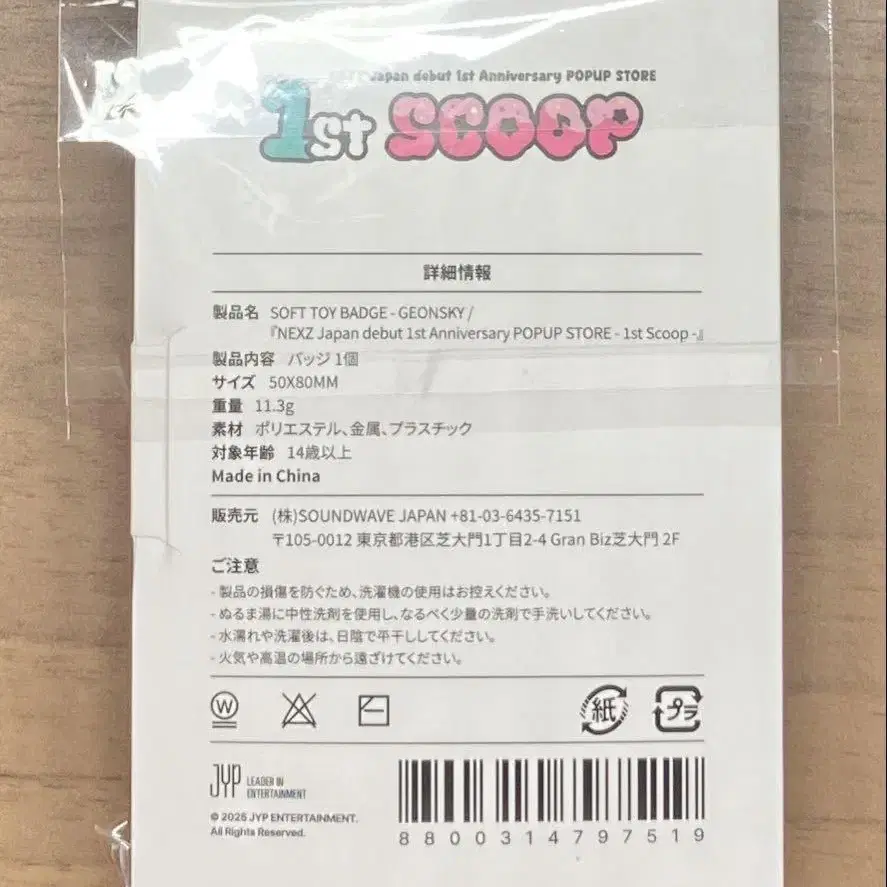 Japan debut 1st Anniversary POPUP STORE
1st SCOOP
詳細情報
製品名 SOFT TOY BADGE - GEONSKY /
『NEXZ Japan debut 1st Anniversary POPUP STORE - 1st Scoop -』
製品内容 バッジ 1個
サイズ 50X80MM
重量 11.3g
素材 ポリエステル、金属、プラスチック
対象年齢 14歳以上
Made in China
販売元 (株)SOUNDWAVE JAPAN +81-03-6435-7151
〒105-0012 東京都港区芝大門1丁目2-4 Gran Biz芝大門 2F
ご注意
- 製品の損傷を防ぐため、洗濯機の使用はお控えください。
- ぬるま湯に中性洗剤を使用し、なるべく少量の洗剤で手洗いしてください。
- 水濡れや洗濯後は、日陰で平干ししてください。
- 火気や高温の場所から遠ざけてください。
W
紙 プラ
JYP LEADER IN
ENTERTAINMENT
© 2025 JYP ENTERTAINMENT.
All Rights Reserved.
8800314797519